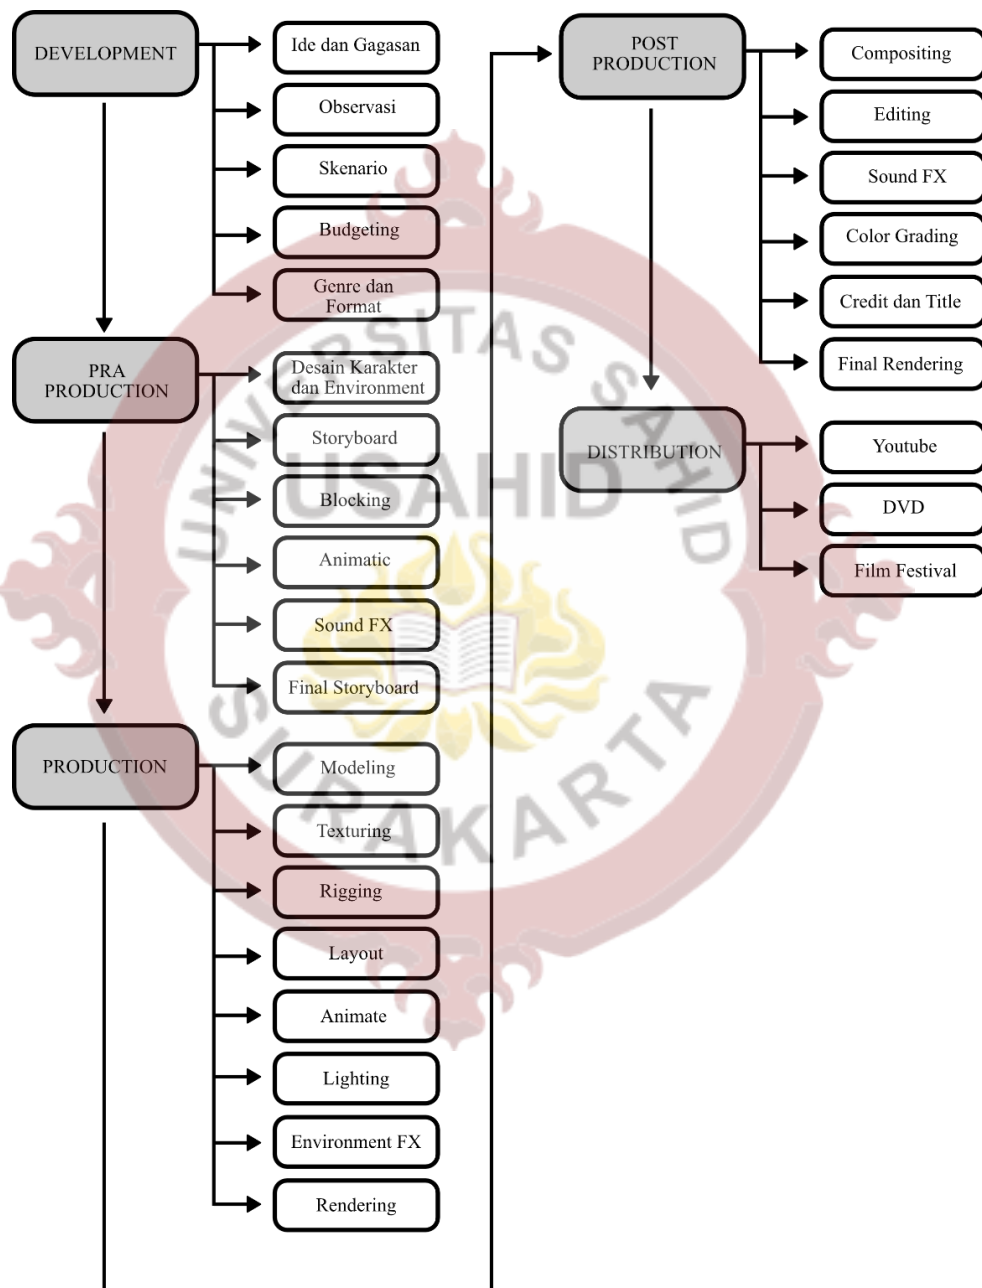 DEVELOPMENT
Ide dan Gagasan
Observasi
Skenario
Budgeting
Genre dan
Format
PRA
PRODUCTION
Desain Karakter
dan Environment
Storyboard
Blocking
Animatic
Sound FX
Final Storyboard
PRODUCTION
Modeling
Texturing
Rigging
Layout
Animate
Lighting
Environment FX
Rendering
POST
PRODUCTION
Compositing
Editing
Sound FX
Color Grading
Credit dan Title
Final Rendering
DISTRIBUTION
Youtube
DVD
Film Festival
UNIVERSITAS SAHID
USAHID
SURAKARTA